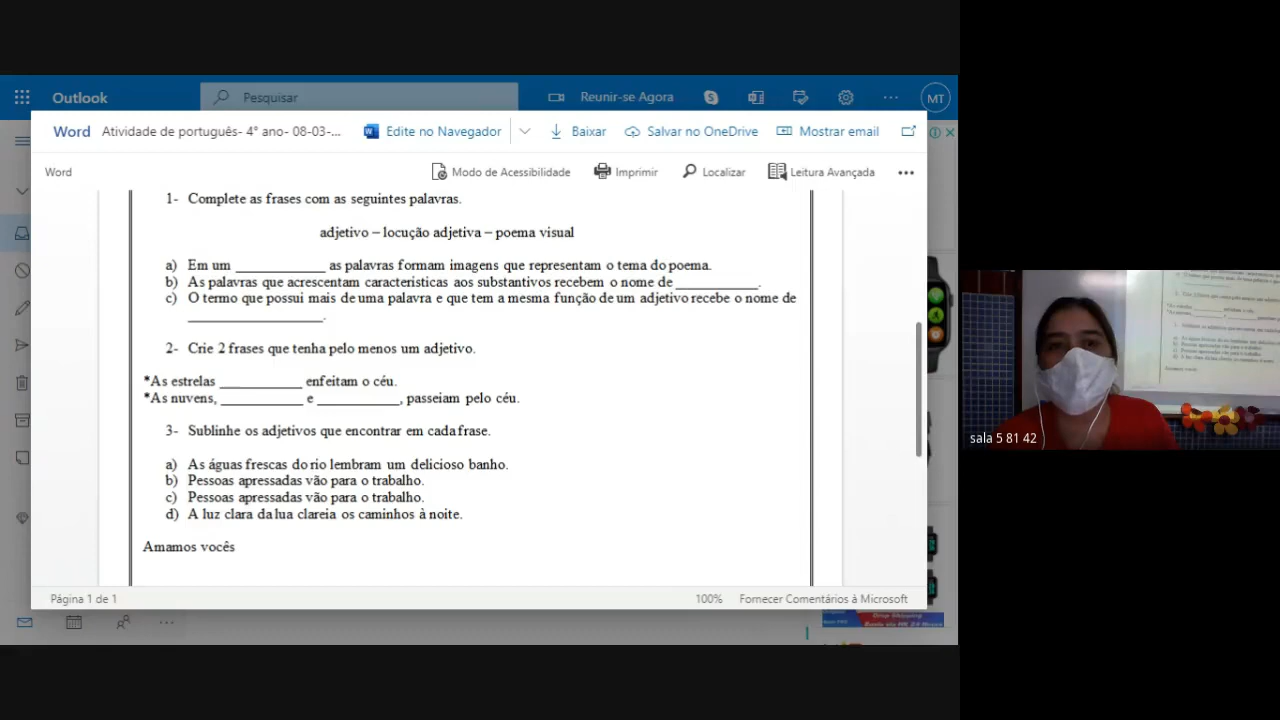 Outlook
Pesquisar
Reunir-se Agora
MT
Word
Atividade de português- 4° ano- 08-03-...
Edite no Navegador
Baixar
Salvar no OneDrive
Mostrar email
Word
Modo de Acessibilidade
Imprimir
Localizar
Leitura Avançada
1- Complete as frases com as seguintes palavras.
adjetivo – locução adjetiva – poema visual
a) Em um ____________ as palavras formam imagens que representam o tema do poema.
b) As palavras que acrescentam caracteristicas aos substantivos recebem o nome de ___________.
c) O termo que possui mais de uma palavra e que tem a mesma função de um adjetivo recebe o nome de
__________________.
2- Crie 2 frases que tenha pelo menos um adjetivo.
*As estrelas ___________ enfeitam o céu.
*As nuvens, ___________ e ___________, passeiam pelo céu.
3- Sublinhe os adjetivos que encontrar em cada frase.
a) As águas frescas do rio lembram um delicioso banho.
b) Pessoas apressadas vão para o trabalho.
c) Pessoas apressadas vão para o trabalho.
d) A luz clara da lua clareia os caminhos à noite.
Amamos vocês
Página 1 de 1
100%
Fornecer Comentários à Microsoft
sala 5 81 42